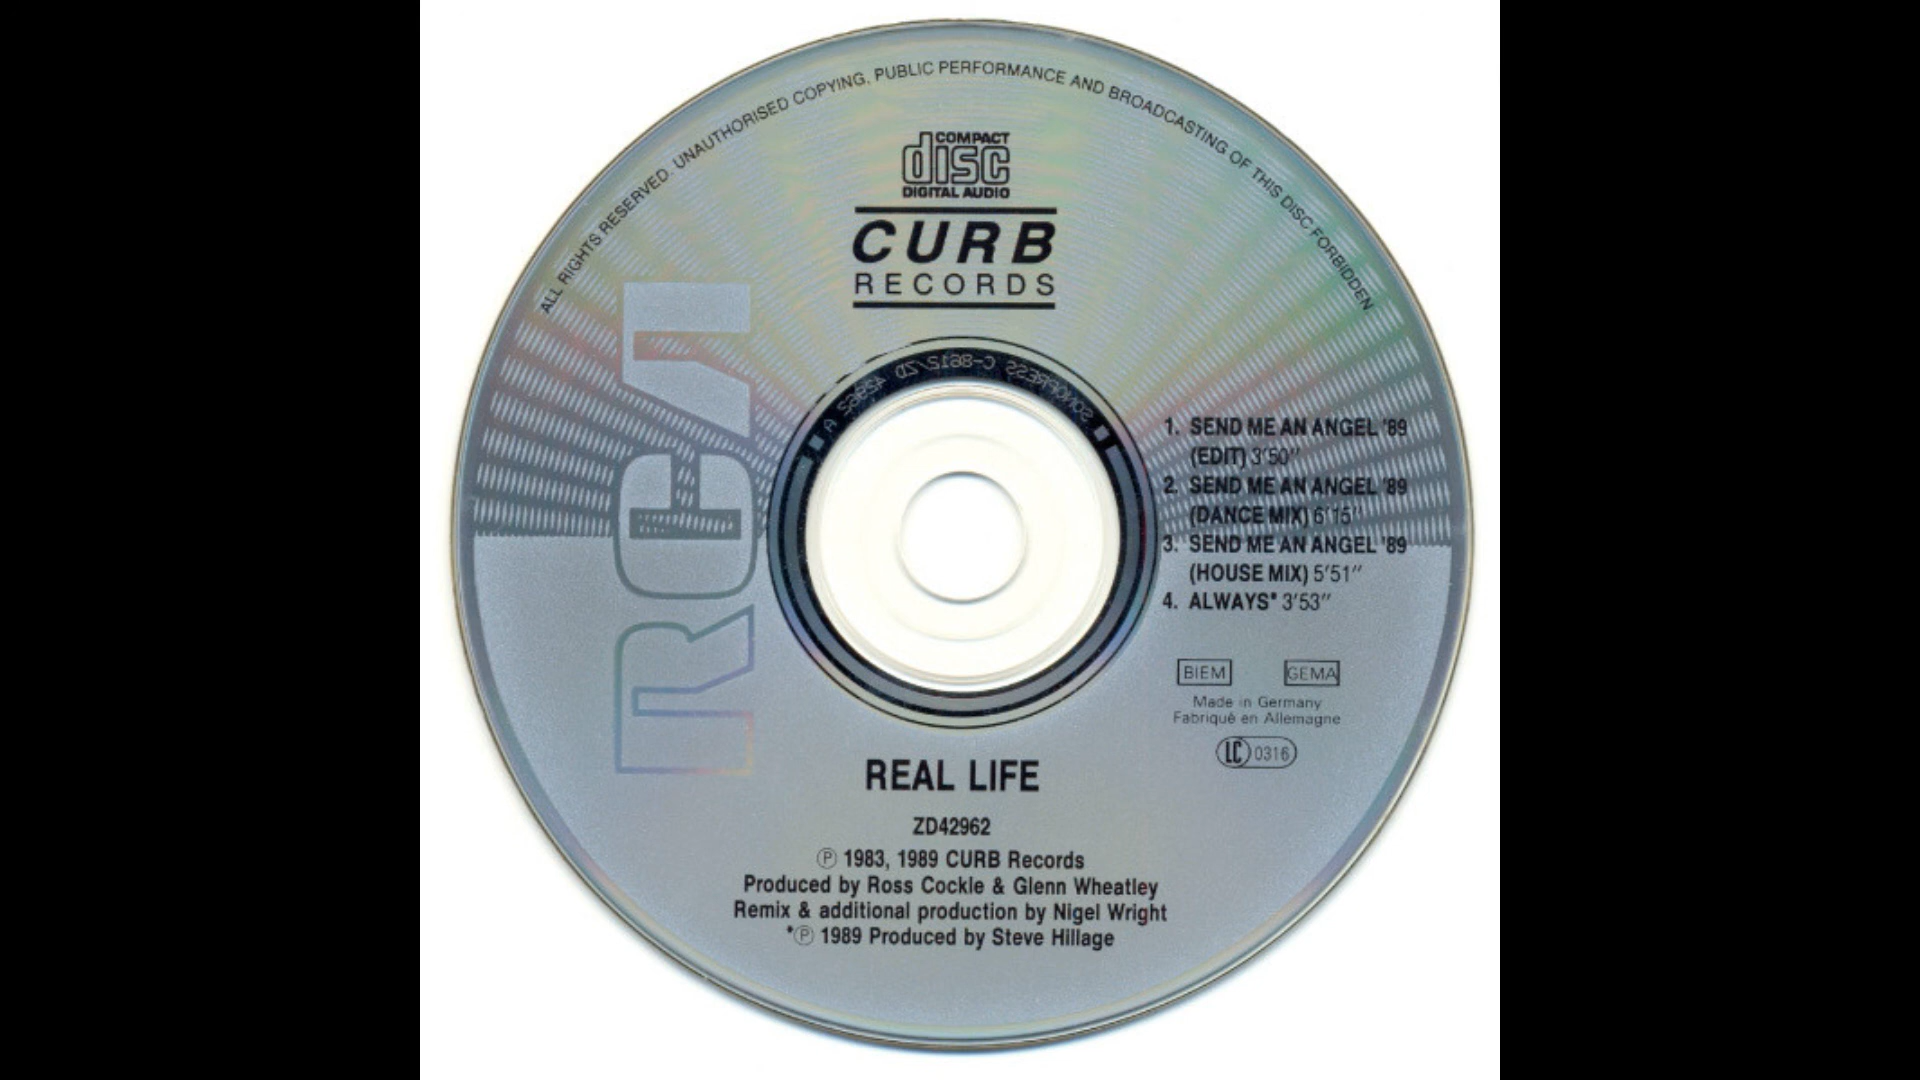 ALL RIGHTS RESERVED. UNAUTHORISED COPYING, PUBLIC PERFORMANCE AND BROADCASTING OF THIS DISC FORBIDDEN
COMPACT
disc
DIGITAL AUDIO
CURB
RECORDS
RCA
SONOPRESS C-8612/ZD 42962 A
1. SEND ME AN ANGEL '89
(EDIT) 3'50''
2. SEND ME AN ANGEL '89
(DANCE MIX) 6'15''
3. SEND ME AN ANGEL '89
(HOUSE MIX) 5'51''
4. ALWAYS* 3'53''
BIEM GEMA
Made in Germany
Fabriqué en Allemagne
LC 0316
REAL LIFE
ZD42962
Ⓟ 1983, 1989 CURB Records
Produced by Ross Cockle & Glenn Wheatley
Remix & additional production by Nigel Wright
*Ⓟ 1989 Produced by Steve Hillage